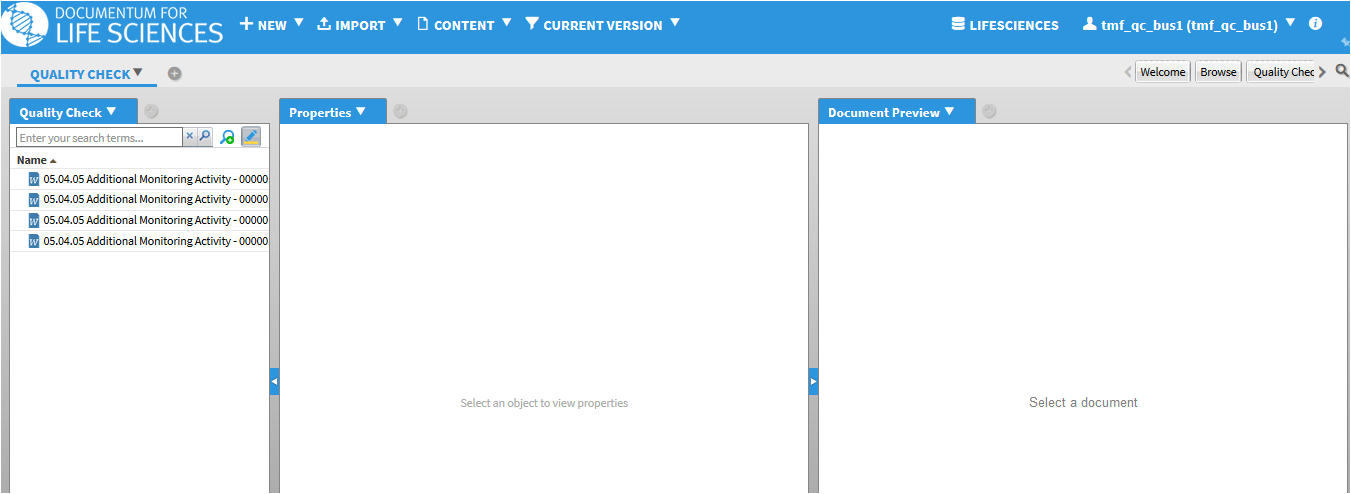 DOCUMENTUM FOR
LIFE SCIENCES
NEW IMPORT CONTENT CURRENT VERSION LIFESCIENCES tmf_qc_bus1 (tmf_qc_bus1)
QUALITY CHECK Welcome Browse Quality Chec
Quality Check Properties Document Preview
Enter your search terms...
Name
05.04.05 Additional Monitoring Activity - 00000
05.04.05 Additional Monitoring Activity - 00000
05.04.05 Additional Monitoring Activity - 00000
05.04.05 Additional Monitoring Activity - 00000
Select an object to view properties Select a document